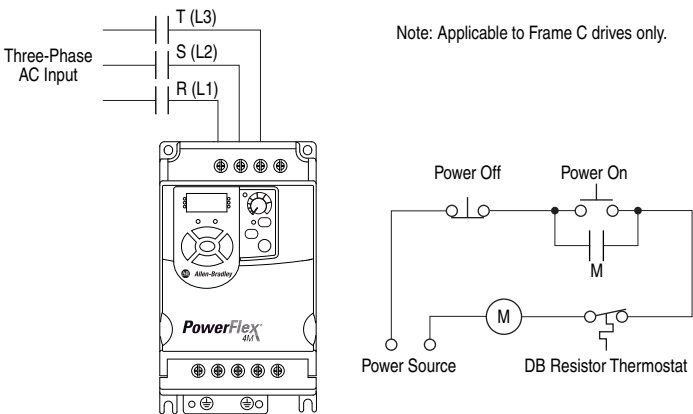 T (L3)
Note: Applicable to Frame C drives only.
S (L2)
Three-Phase
AC Input
R (L1)
Power Off
Power On
M
AB Allen-Bradley
PowerFlex
4M
M
Power Source
DB Resistor Thermostat